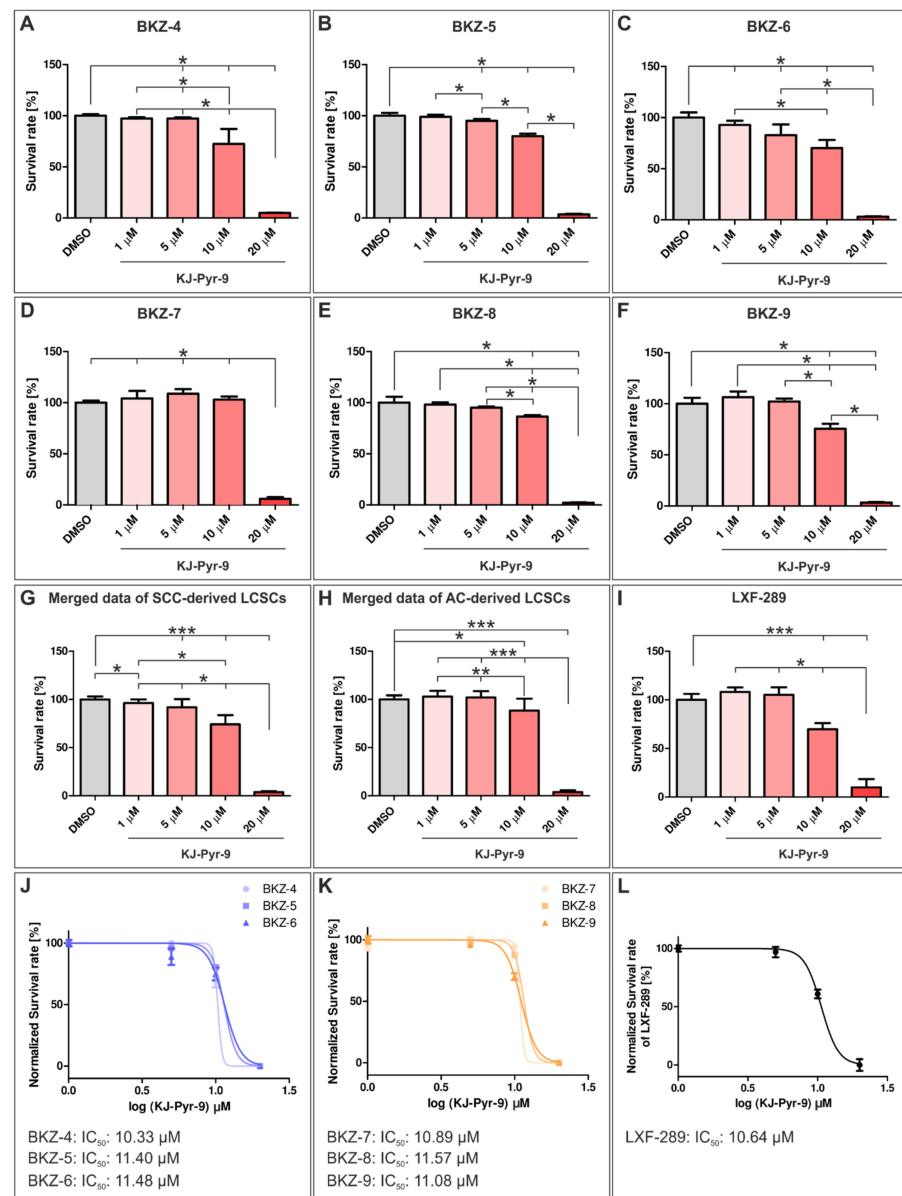 A BKZ-4
Survival rate [%]
150
100
50
0
* * *
DMSO 1 µM 5 µM 10 µM 20 µM
KJ-Pyr-9
B BKZ-5
Survival rate [%]
150
100
50
0
* * * *
DMSO 1 µM 5 µM 10 µM 20 µM
KJ-Pyr-9
C BKZ-6
Survival rate [%]
150
100
50
0
* * *
DMSO 1 µM 5 µM 10 µM 20 µM
KJ-Pyr-9
D BKZ-7
Survival rate [%]
150
100
50
0
*
DMSO 1 µM 5 µM 10 µM 20 µM
KJ-Pyr-9
E BKZ-8
Survival rate [%]
150
100
50
0
* * * *
DMSO 1 µM 5 µM 10 µM 20 µM
KJ-Pyr-9
F BKZ-9
Survival rate [%]
150
100
50
0
* * * *
DMSO 1 µM 5 µM 10 µM 20 µM
KJ-Pyr-9
G Merged data of SCC-derived LCSCs
Survival rate [%]
150
100
50
0
*** * * *
DMSO 1 µM 5 µM 10 µM 20 µM
KJ-Pyr-9
H Merged data of AC-derived LCSCs
Survival rate [%]
150
100
50
0
*** * *** **
DMSO 1 µM 5 µM 10 µM 20 µM
KJ-Pyr-9
I LXF-289
Survival rate [%]
150
100
50
0
*** *
DMSO 1 µM 5 µM 10 µM 20 µM
KJ-Pyr-9
J
BKZ-4
BKZ-5
BKZ-6
Normalized Survival rate [%]
100
50
0
0.0 0.5 1.0 1.5
log (KJ-Pyr-9) µM
BKZ-4: IC50: 10.33 µM
BKZ-5: IC50: 11.40 µM
BKZ-6: IC50: 11.48 µM
K
BKZ-7
BKZ-8
BKZ-9
Normalized Survival rate [%]
100
50
0
0.0 0.5 1.0 1.5
log (KJ-Pyr-9) µM
BKZ-7: IC50: 10.89 µM
BKZ-8: IC50: 11.57 µM
BKZ-9: IC50: 11.08 µM
L
Normalized Survival rate
of LXF-289 [%]
100
50
0
0.0 0.5 1.0 1.5
log (KJ-Pyr-9) µM
LXF-289: IC50: 10.64 µM